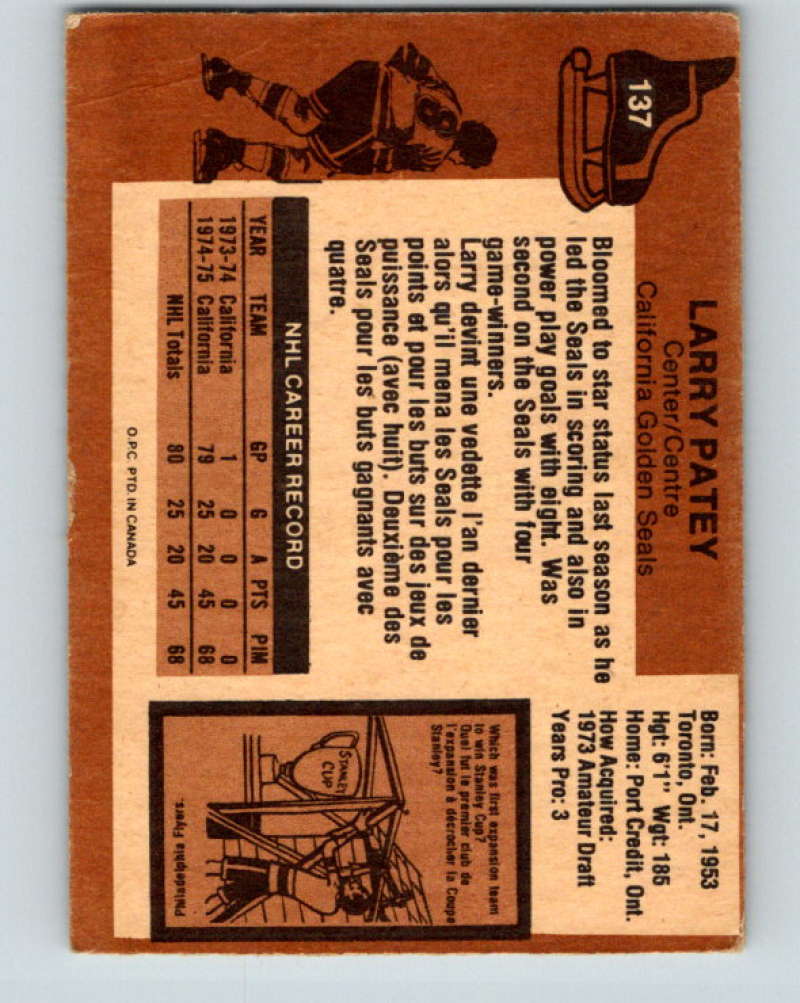 137
LARRY PATEY
Center/Centre
California Golden Seals
Born: Feb. 17, 1953
Toronto, Ont.
Hgt: 6'1" Wgt: 185
Home: Port Credit, Ont.
How Acquired:
1973 Amateur Draft
Years Pro: 3
Bloomed to star status last season as he
led the Seals in scoring and also in
power play goals with eight. Was
second on the Seals with four
game-winners.
Larry devint une vedette l'an dernier
alors qu'il mena les Seals pour les
points et pour les buts sur des jeux de
puissance (avec huit). Deuxième des
Seals pour les buts gagnants avec
quatre.
NHL CAREER RECORD
YEAR TEAM GP G A PTS PIM
1973-74 California 1 0 0 0 0
1974-75 California 79 25 20 45 68
NHL Totals 80 25 20 45 68
O.P.C. PTD. IN CANADA
Which was first expansion team
to win Stanley Cup?
Quel fut le premier club de
l'expansion à décrocher la Coupe
Stanley?
STANLEY
CUP
Philadelphia Flyers.
8